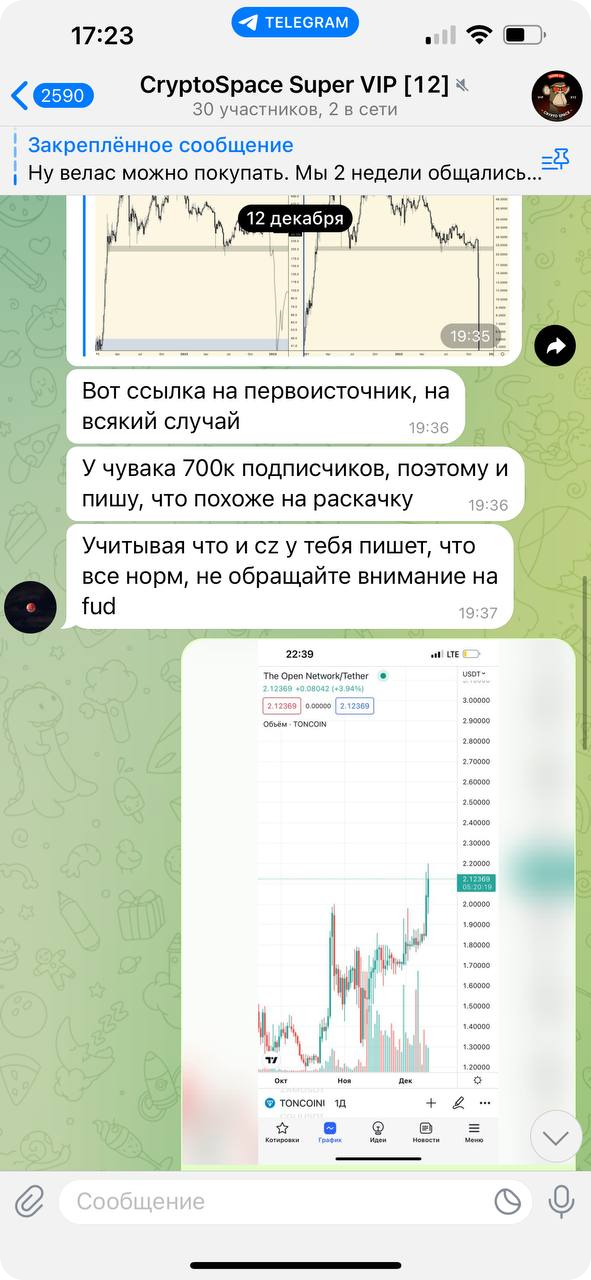 17:23
TELEGRAM
2590
CryptoSpace Super VIP [12]
30 участников, 2 в сети
Закреплённое сообщение
Ну велас можно покупать. Мы 2 недели общались...
12 декабря
19:35
Вот ссылка на первоисточник, на
всякий случай
19:36
У чувака 700к подписчиков, поэтому и
пишу, что похоже на раскачку
19:36
Учитывая что и cz у тебя пишет, что
все норм, не обращайте внимание на
fud
19:37
22:39
LTE
The Open Network/Tether
USDT
2.12369 +0.08042 (+3.94%)
2.12369 0.00000 2.12369
Объём · TONCOIN
3.00000
2.90000
2.80000
2.70000
2.60000
2.50000
2.40000
2.30000
2.20000
2.12369
05:20:19
2.00000
1.90000
1.80000
1.70000
1.60000
1.50000
1.40000
1.30000
1.20000
Окт Ноя Дек
TONCOINI 1Д
Котировки График Идеи Новости Меню
Сообщение